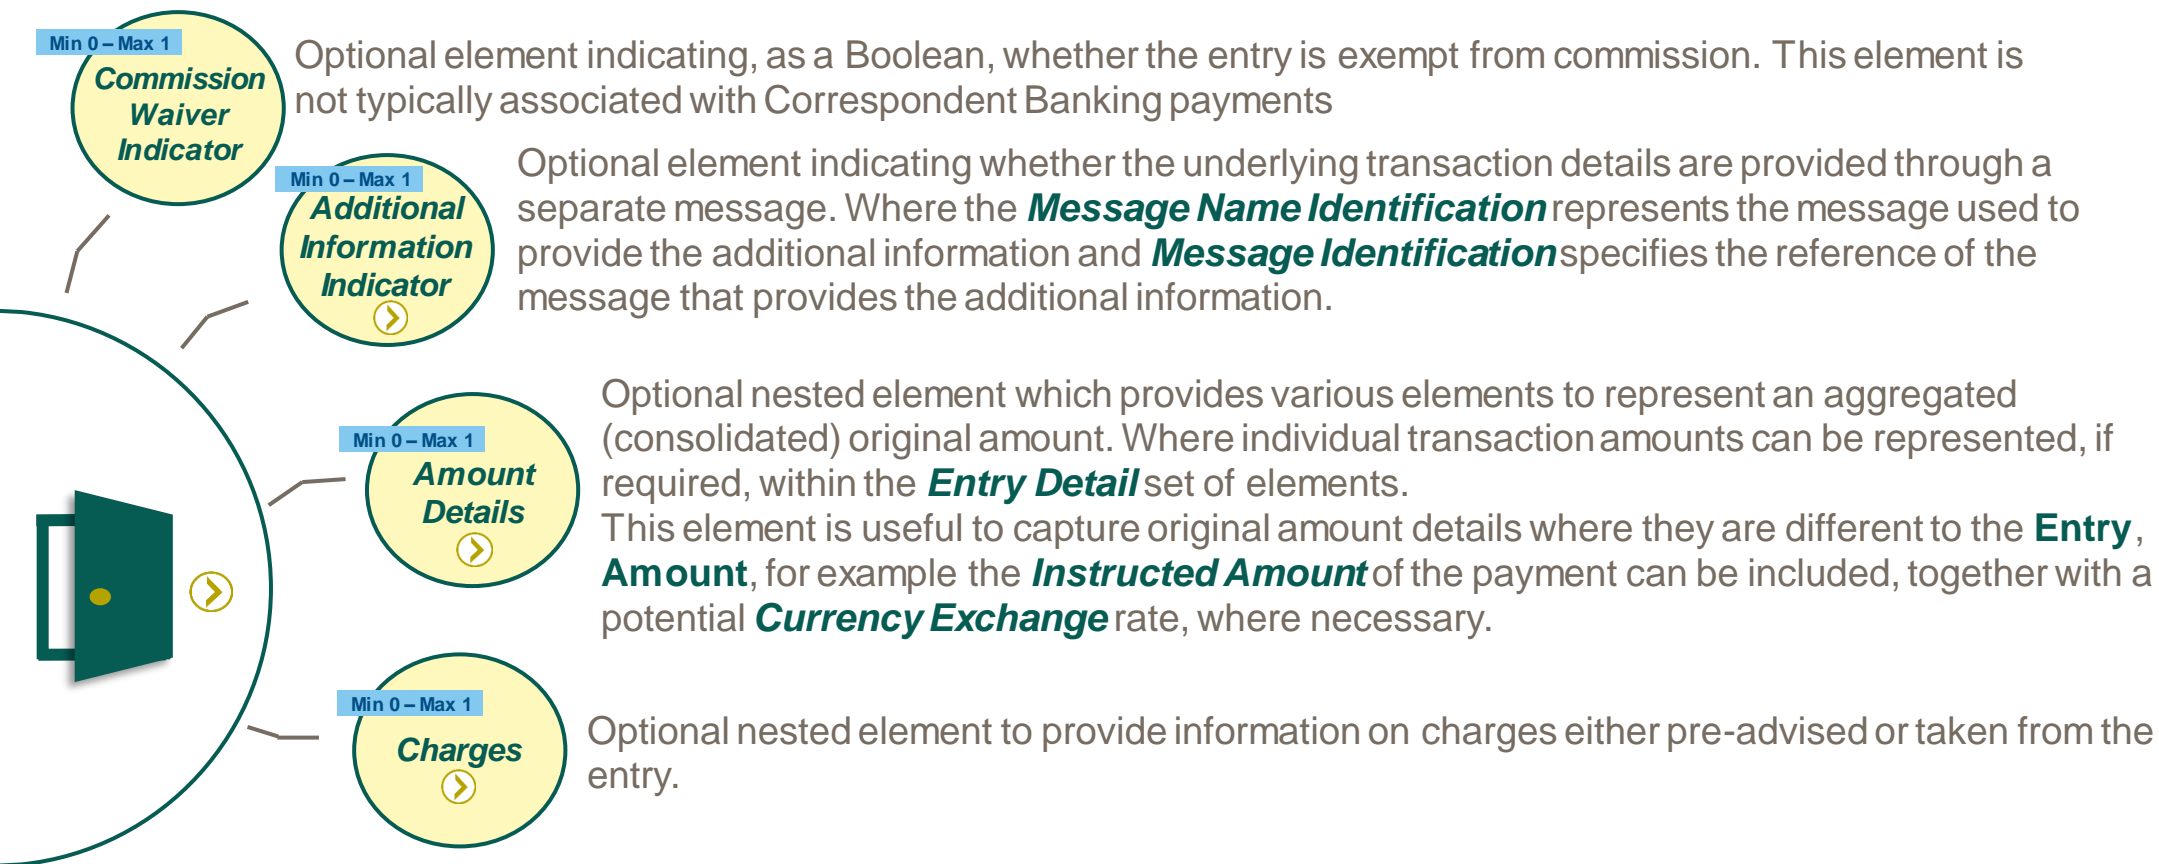 Min 0 – Max 1
Commission
Waiver
Indicator
Optional element indicating, as a Boolean, whether the entry is exempt from commission. This element is
not typically associated with Correspondent Banking payments
Min 0 – Max 1
Additional
Information
Indicator
Optional element indicating whether the underlying transaction details are provided through a
separate message. Where the Message Name Identification represents the message used to
provide the additional information and Message Identification specifies the reference of the
message that provides the additional information.
Min 0 – Max 1
Amount
Details
Optional nested element which provides various elements to represent an aggregated
(consolidated) original amount. Where individual transaction amounts can be represented, if
required, within the Entry Detail set of elements.
This element is useful to capture original amount details where they are different to the Entry,
Amount, for example the Instructed Amount of the payment can be included, together with a
potential Currency Exchange rate, where necessary.
Min 0 – Max 1
Charges
Optional nested element to provide information on charges either pre-advised or taken from the
entry.